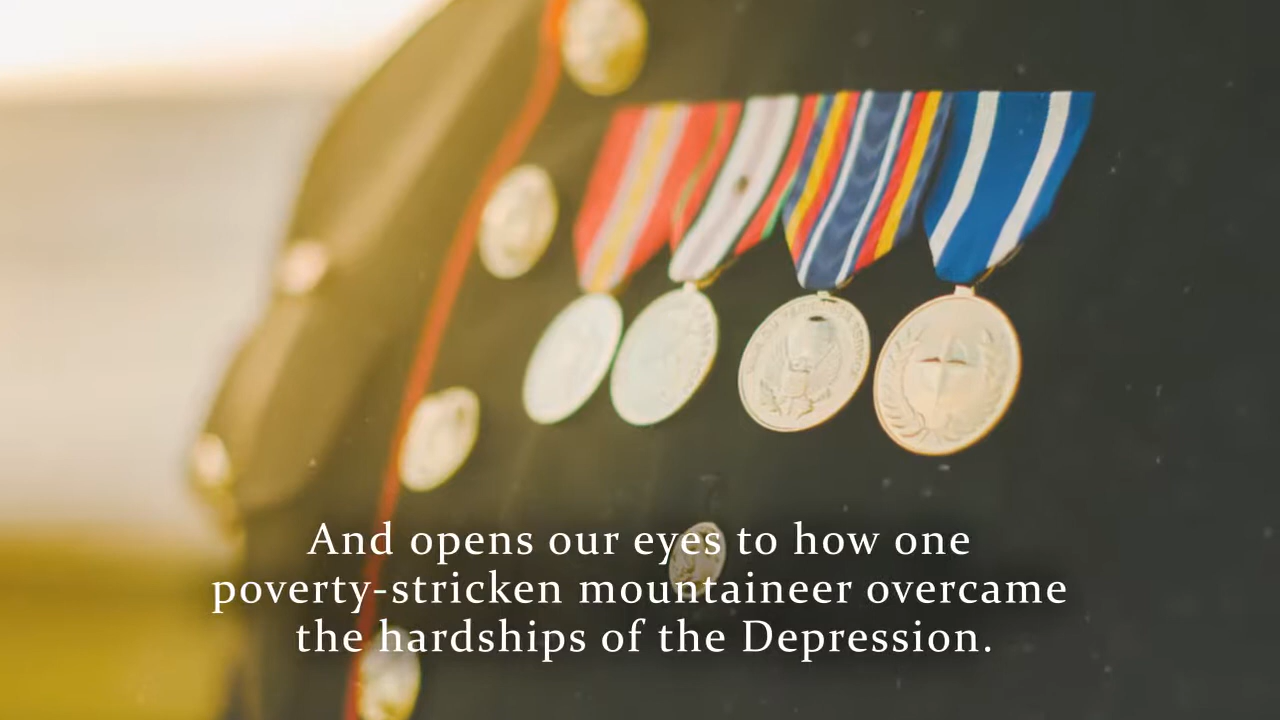 And opens our eyes to how one
poverty-stricken mountaineer overcame
the hardships of the Depression.